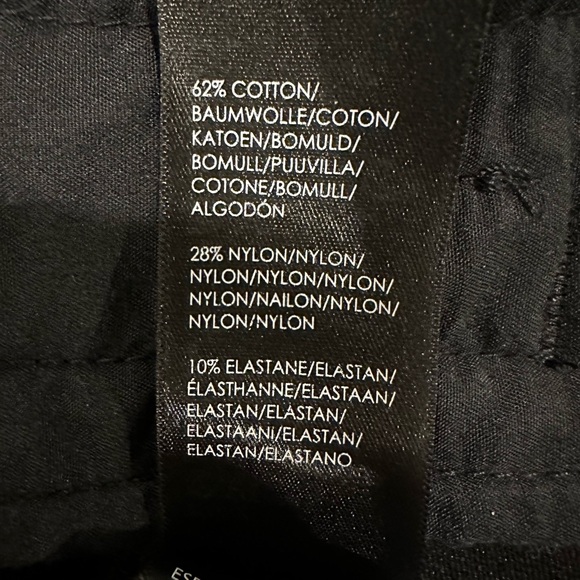 62% COTTON/
BAUMWOLLE/COTON/
KATOEN/BOMULD/
BOMULL/PUUVILLA/
COTONE/BOMULL/
ALGODÓN
28% NYLON/NYLON/
NYLON/NYLON/NYLON/
NYLON/NAILON/NYLON/
NYLON/NYLON
10% ELASTANE/ELASTAN/
ÉLASTHANNE/ELASTAAN/
ELASTAN/ELASTAN/
ELASTAANI/ELASTAN/
ELASTAN/ELASTANO